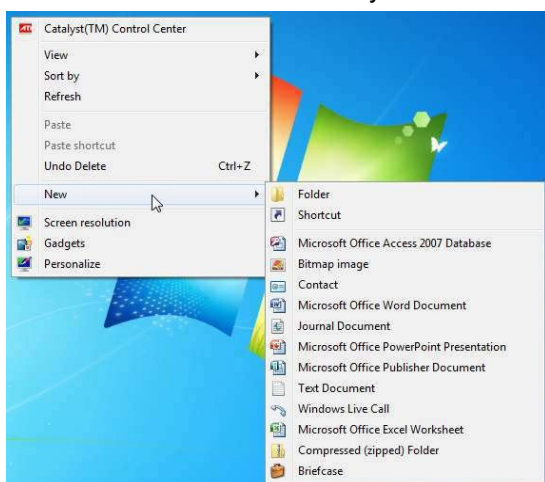 ATI Catalyst(TM) Control Center
View
Sort by
Refresh
Paste
Paste shortcut
Undo Delete Ctrl+Z
New
Screen resolution
Gadgets
Personalize
Folder
Shortcut
Microsoft Office Access 2007 Database
Bitmap image
Contact
Microsoft Office Word Document
Journal Document
Microsoft Office PowerPoint Presentation
Microsoft Office Publisher Document
Text Document
Windows Live Call
Microsoft Office Excel Worksheet
Compressed (zipped) Folder
Briefcase